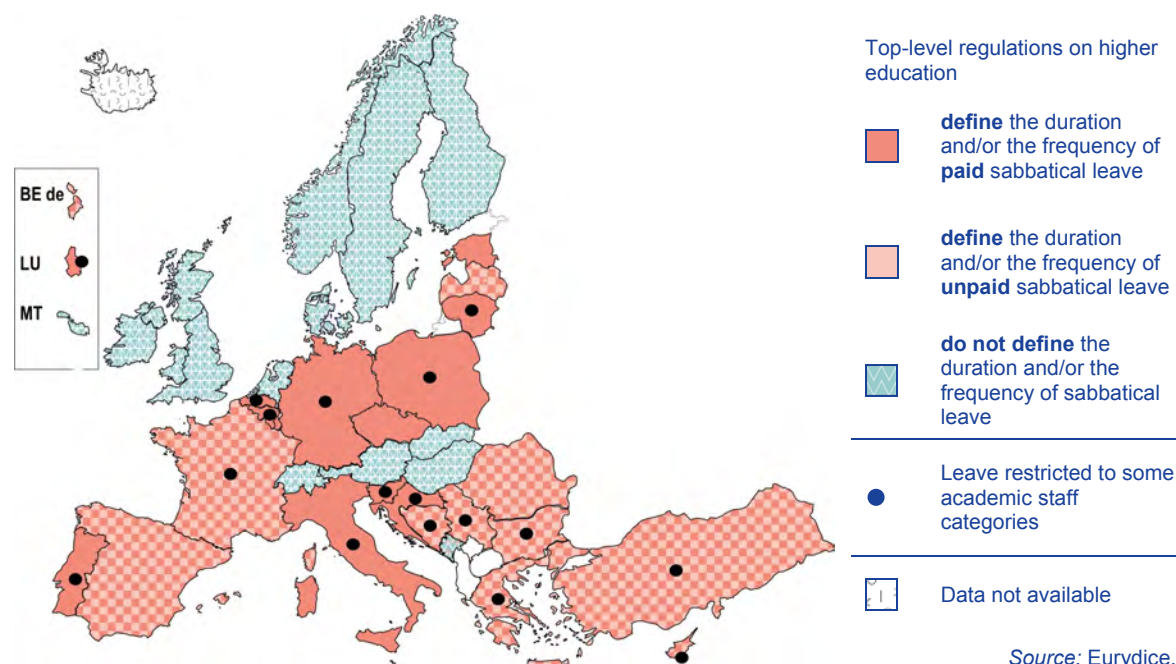 BE de
LU
MT
Top-level regulations on higher
education
define the duration
and/or the frequency of
paid sabbatical leave
define the duration
and/or the frequency of
unpaid sabbatical leave
do not define the
duration and/or the
frequency of sabbatical
leave
Leave restricted to some
academic staff
categories
Data not available
Source: Eurydice.